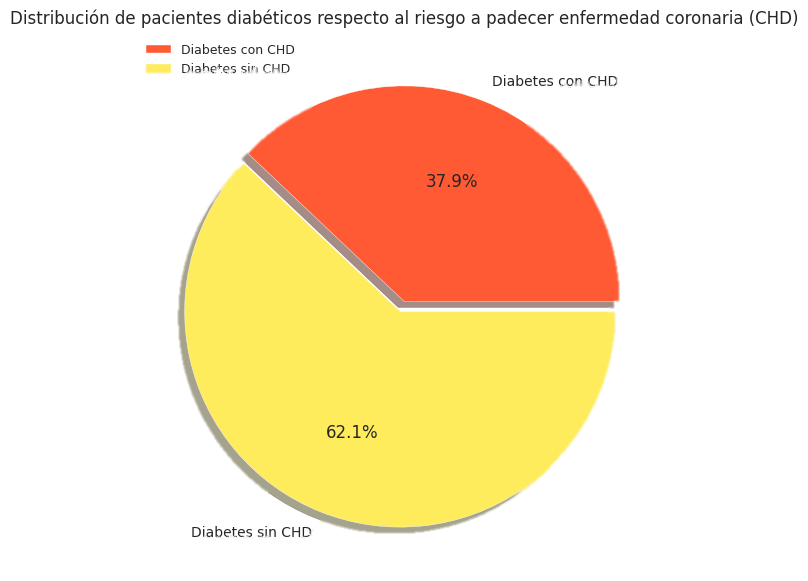 Distribución de pacientes diabéticos respecto al riesgo a padecer enfermedad coronaria (CHD)
Diabetes con CHD
Diabetes sin CHD
Diabetes con CHD
37.9%
62.1%
Diabetes sin CHD